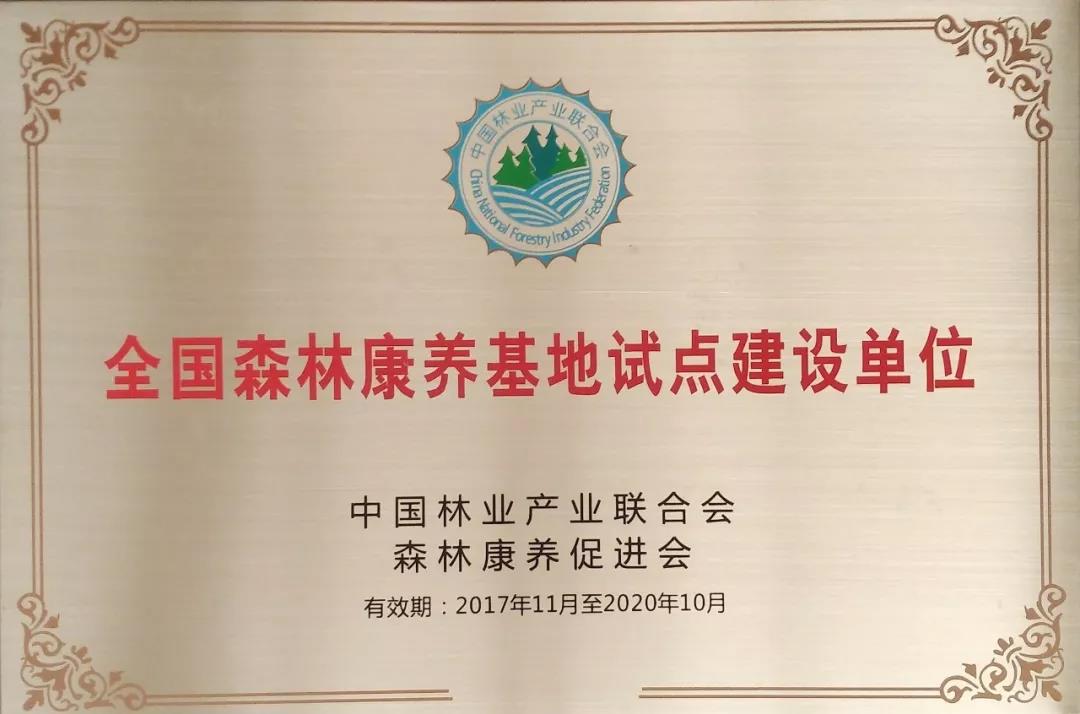 中国林业产业联合会
China National Forestry Industry Federation
全国森林康养基地试点建设单位
中国林业产业联合会
森林康养促进会
有效期：2017年11月至2020年10月